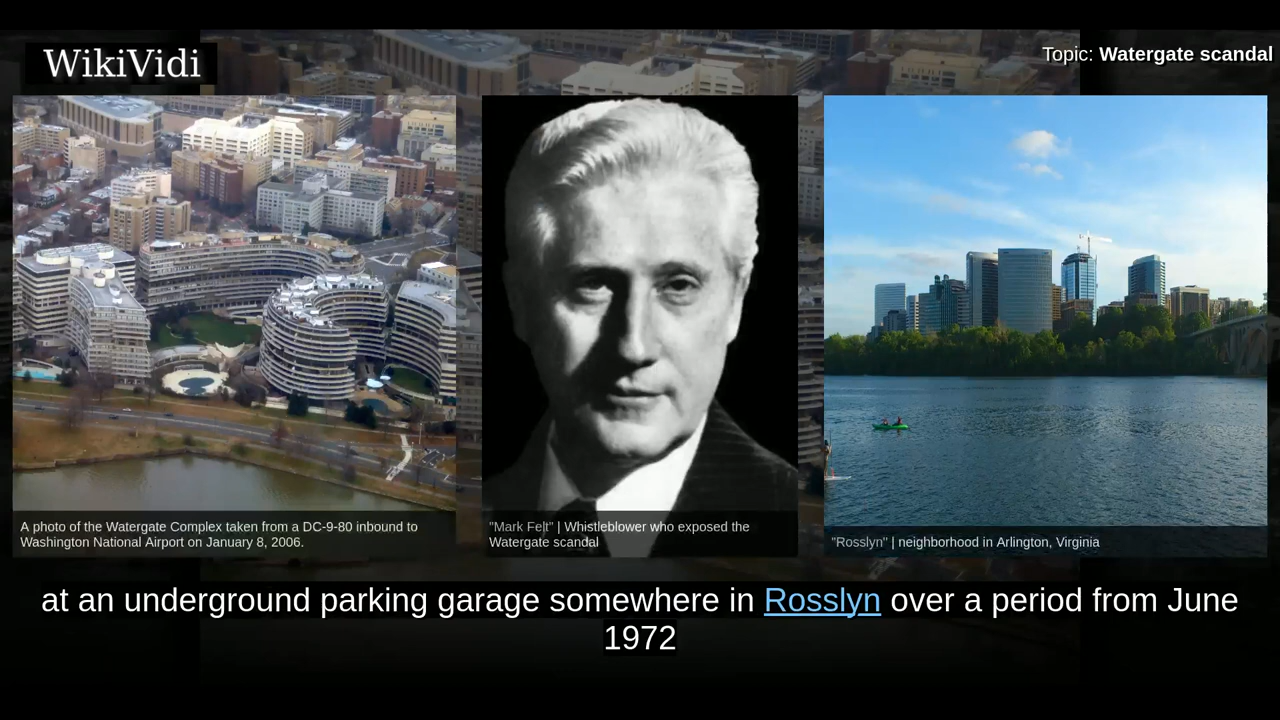 WikiVidi
Topic: Watergate scandal
A photo of the Watergate Complex taken from a DC-9-80 inbound to
Washington National Airport on January 8, 2006.
"Mark Felt" | Whistleblower who exposed the
Watergate scandal
"Rosslyn" | neighborhood in Arlington, Virginia
at an underground parking garage somewhere in Rosslyn over a period from June
1972